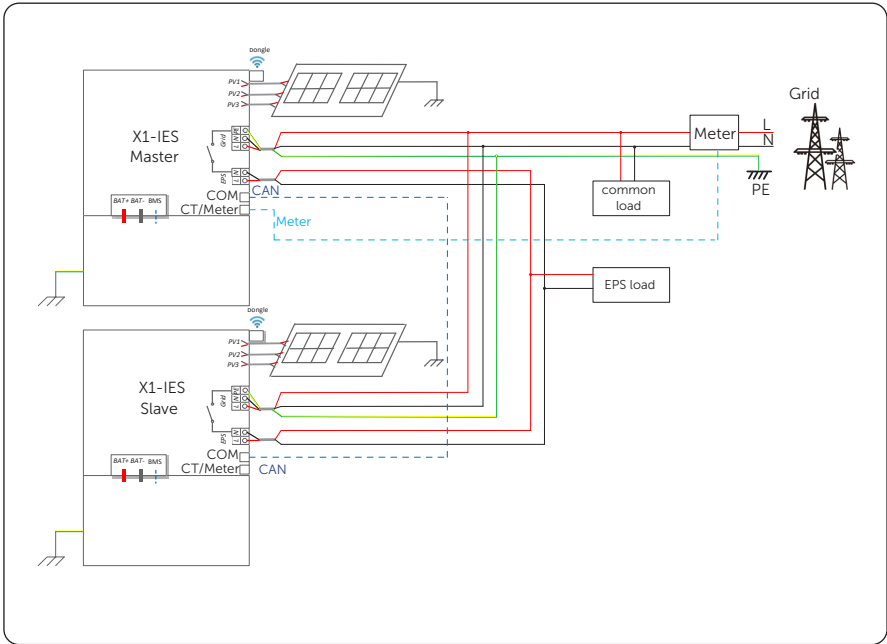 Dongle
PV1
PV2
PV3
X1-IES
Master
Grid
PE
N
L
EPS
N
L
COM
CT/Meter
CAN
Meter
BAT+ BAT- BMS
Meter
L
N
Grid
PE
common
load
EPS load
Dongle
PV1
PV2
PV3
X1-IES
Slave
Grid
PE
N
L
EPS
N
L
COM
CT/Meter
CAN
BAT+ BAT- BMS